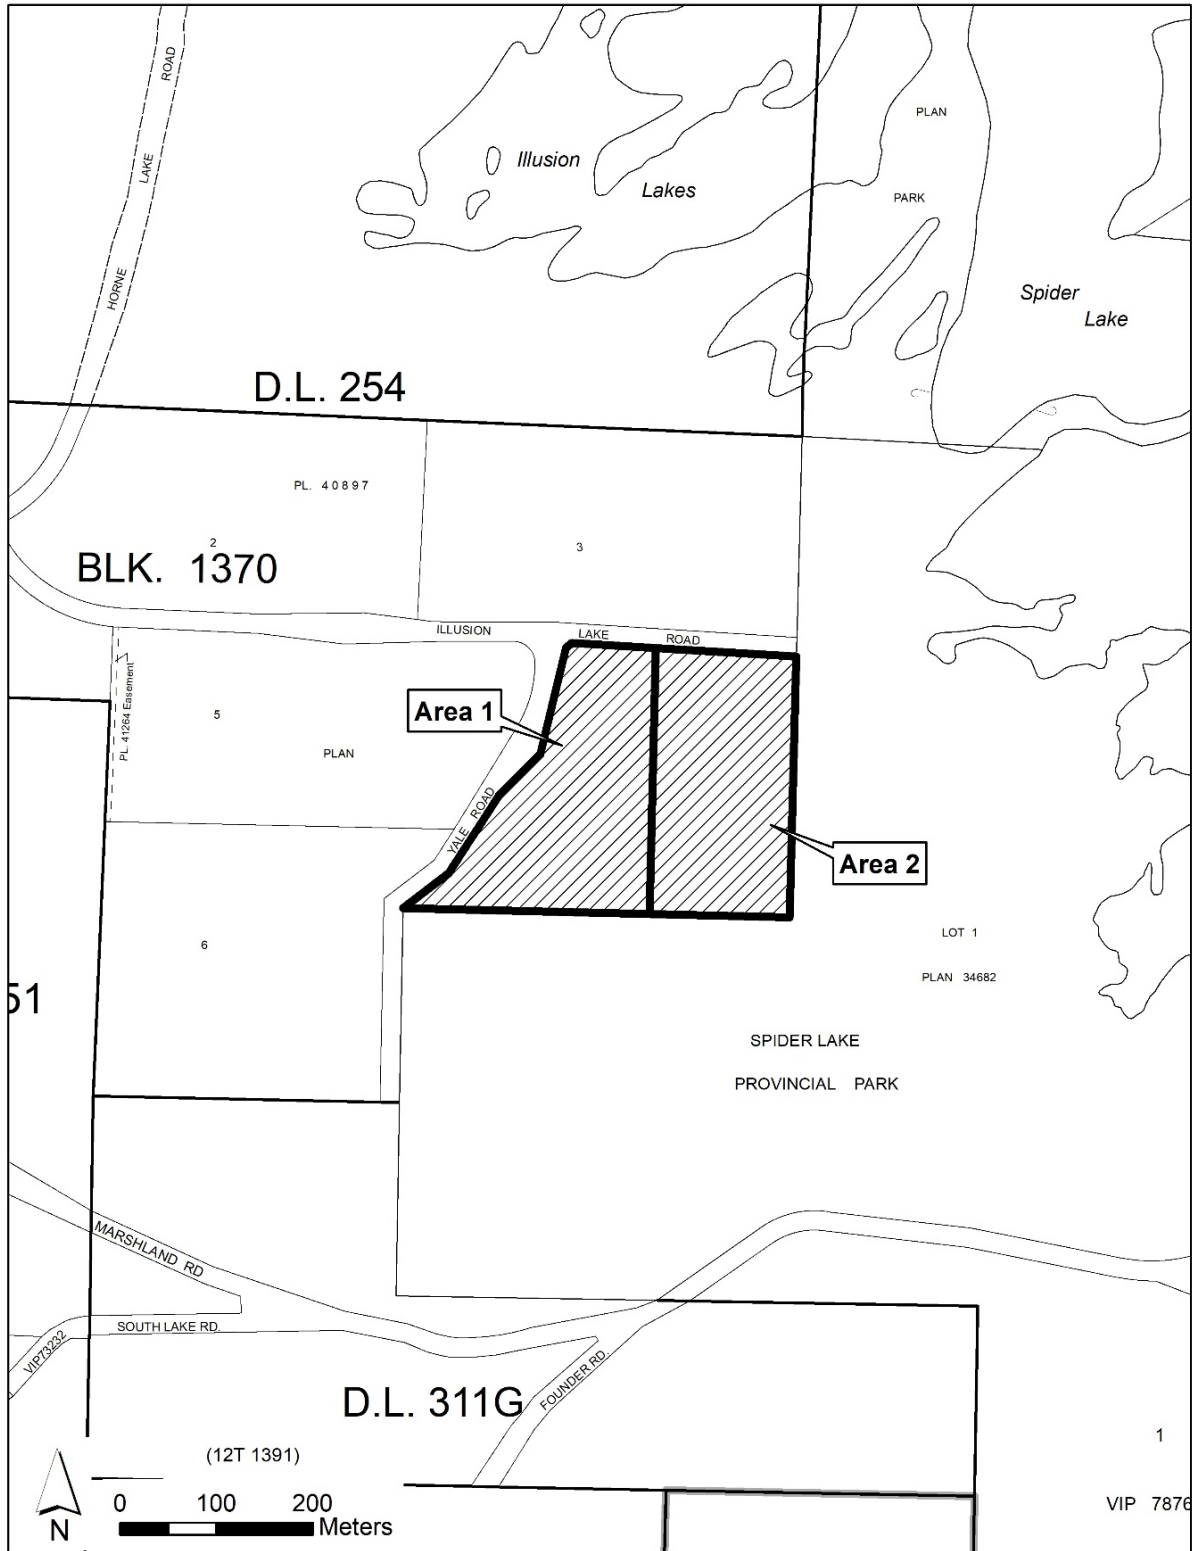 ROAD
LAKE
HORNE
PLAN
PARK
Illusion
Lakes
Spider
Lake
D.L. 254
PL. 40897
2
3
BLK. 1370
ILLUSION LAKE ROAD
PL. 41264 Easement
5
PLAN
Area 1
YALE ROAD
Area 2
6
LOT 1
PLAN 34682
51
SPIDER LAKE
PROVINCIAL PARK
MARSHLAND RD
SOUTH LAKE RD.
VIP73232
FOUNDER RD.
D.L. 311G
1
(12T 1391)
VIP 7876
0 100 200
Meters
N